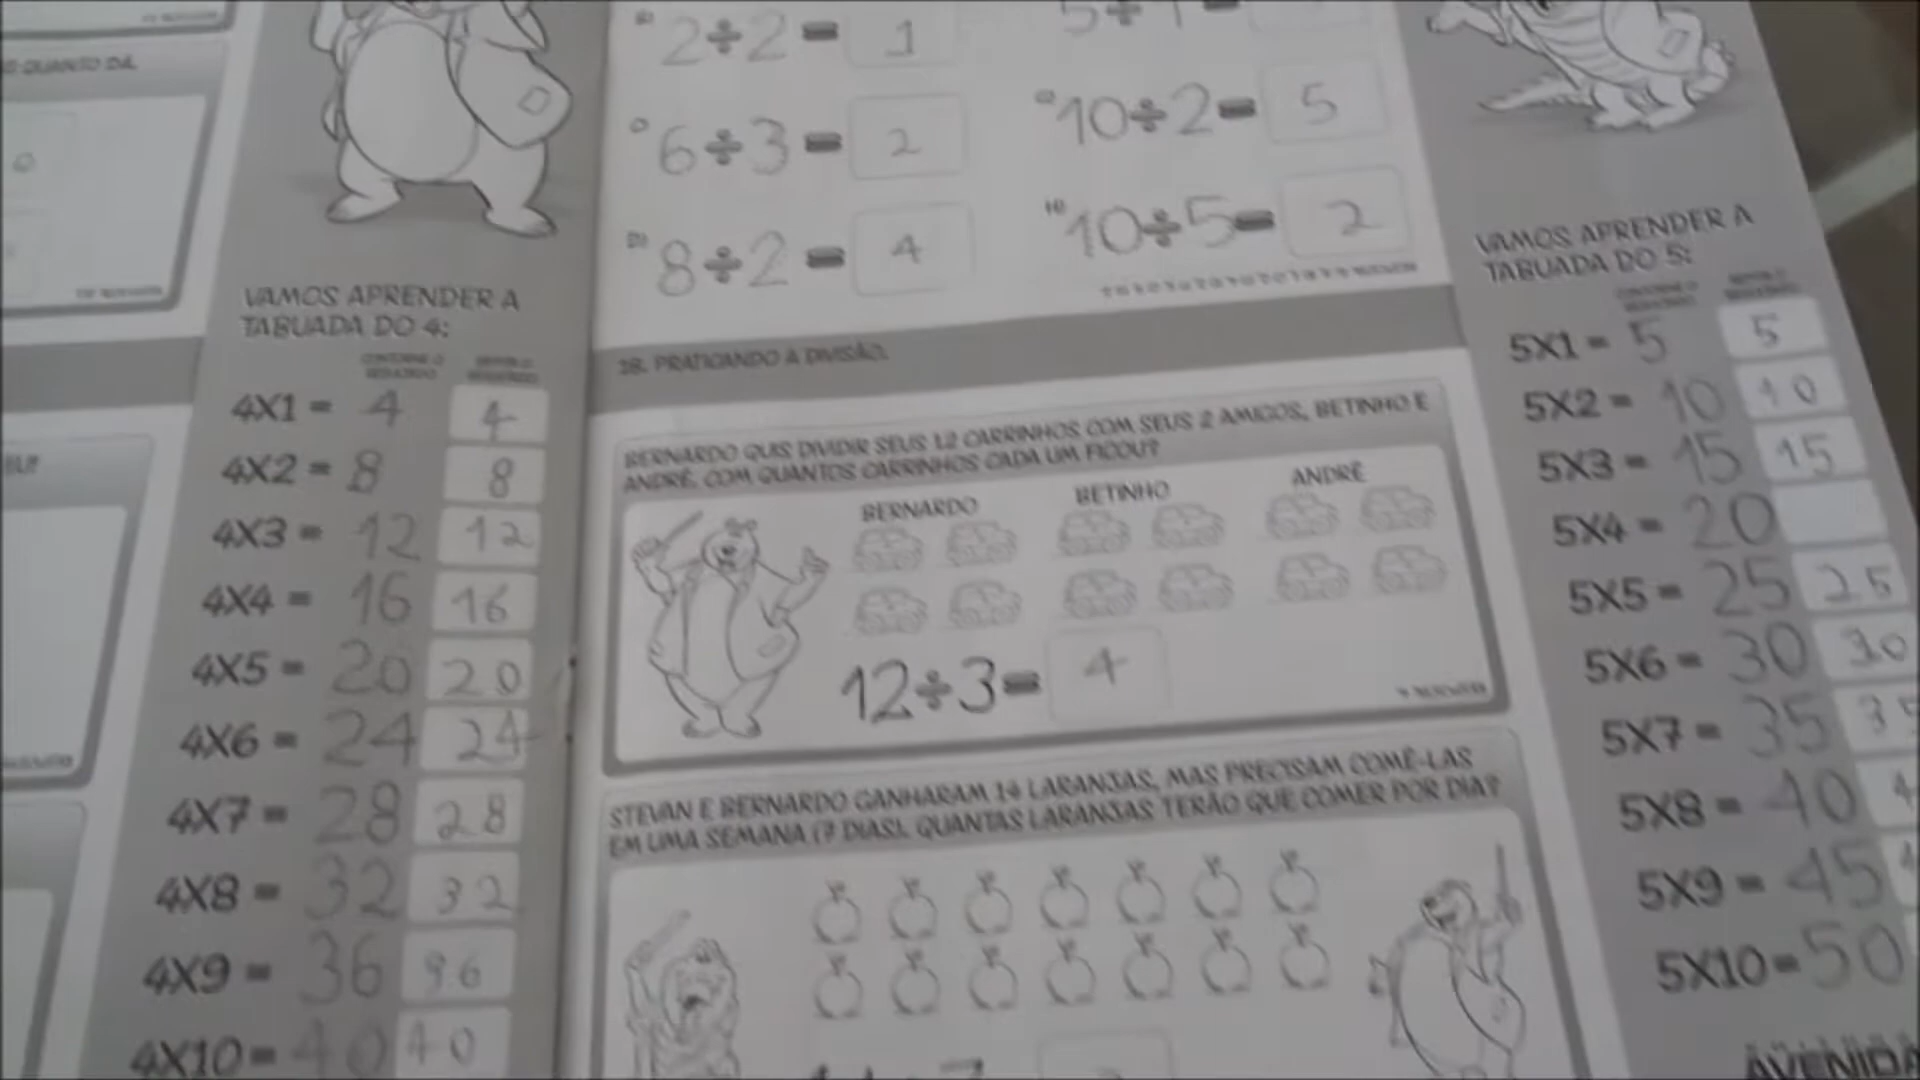 O QUANTO DÁ.
VAMOS APRENDER A
TABUADA DO 4:
4X1 = 4 4
4X2 = 8 8
4X3 = 12 12
4X4 = 16 16
4X5 = 20 20
4X6 = 24 24
4X7 = 28 28
4X8 = 32 32
4X9 = 36 96
4X10= 40 40
2÷2= 1
6÷3= 2
D) 8÷2= 4
10÷2= 5
H) 10÷5= 2
18. PRATICANDO A DIVISÃO.
BERNARDO QUIS DIVIDIR SEUS 12 CARRINHOS COM SEUS 2 AMIGOS, BETINHO E
ANDRÉ. COM QUANTOS CARRINHOS CADA UM FICOU?
BERNARDO BETINHO ANDRÉ
12÷3= 4
STEVAN E BERNARDO GANHARAM 14 LARANJAS, MAS PRECISAM COMÊ-LAS
EM UMA SEMANA (7 DIAS). QUANTAS LARANJAS TERÃO QUE COMER POR DIA?
VAMOS APRENDER A
TABUADA DO 5:
5X1 = 5 5
5X2 = 10 10
5X3 = 15 15
5X4 = 20
5X5 = 25 25
5X6 = 30 30
5X7 = 35 35
5X8 = 40 4
5X9 = 45 4
5X10= 50
AVENIDA